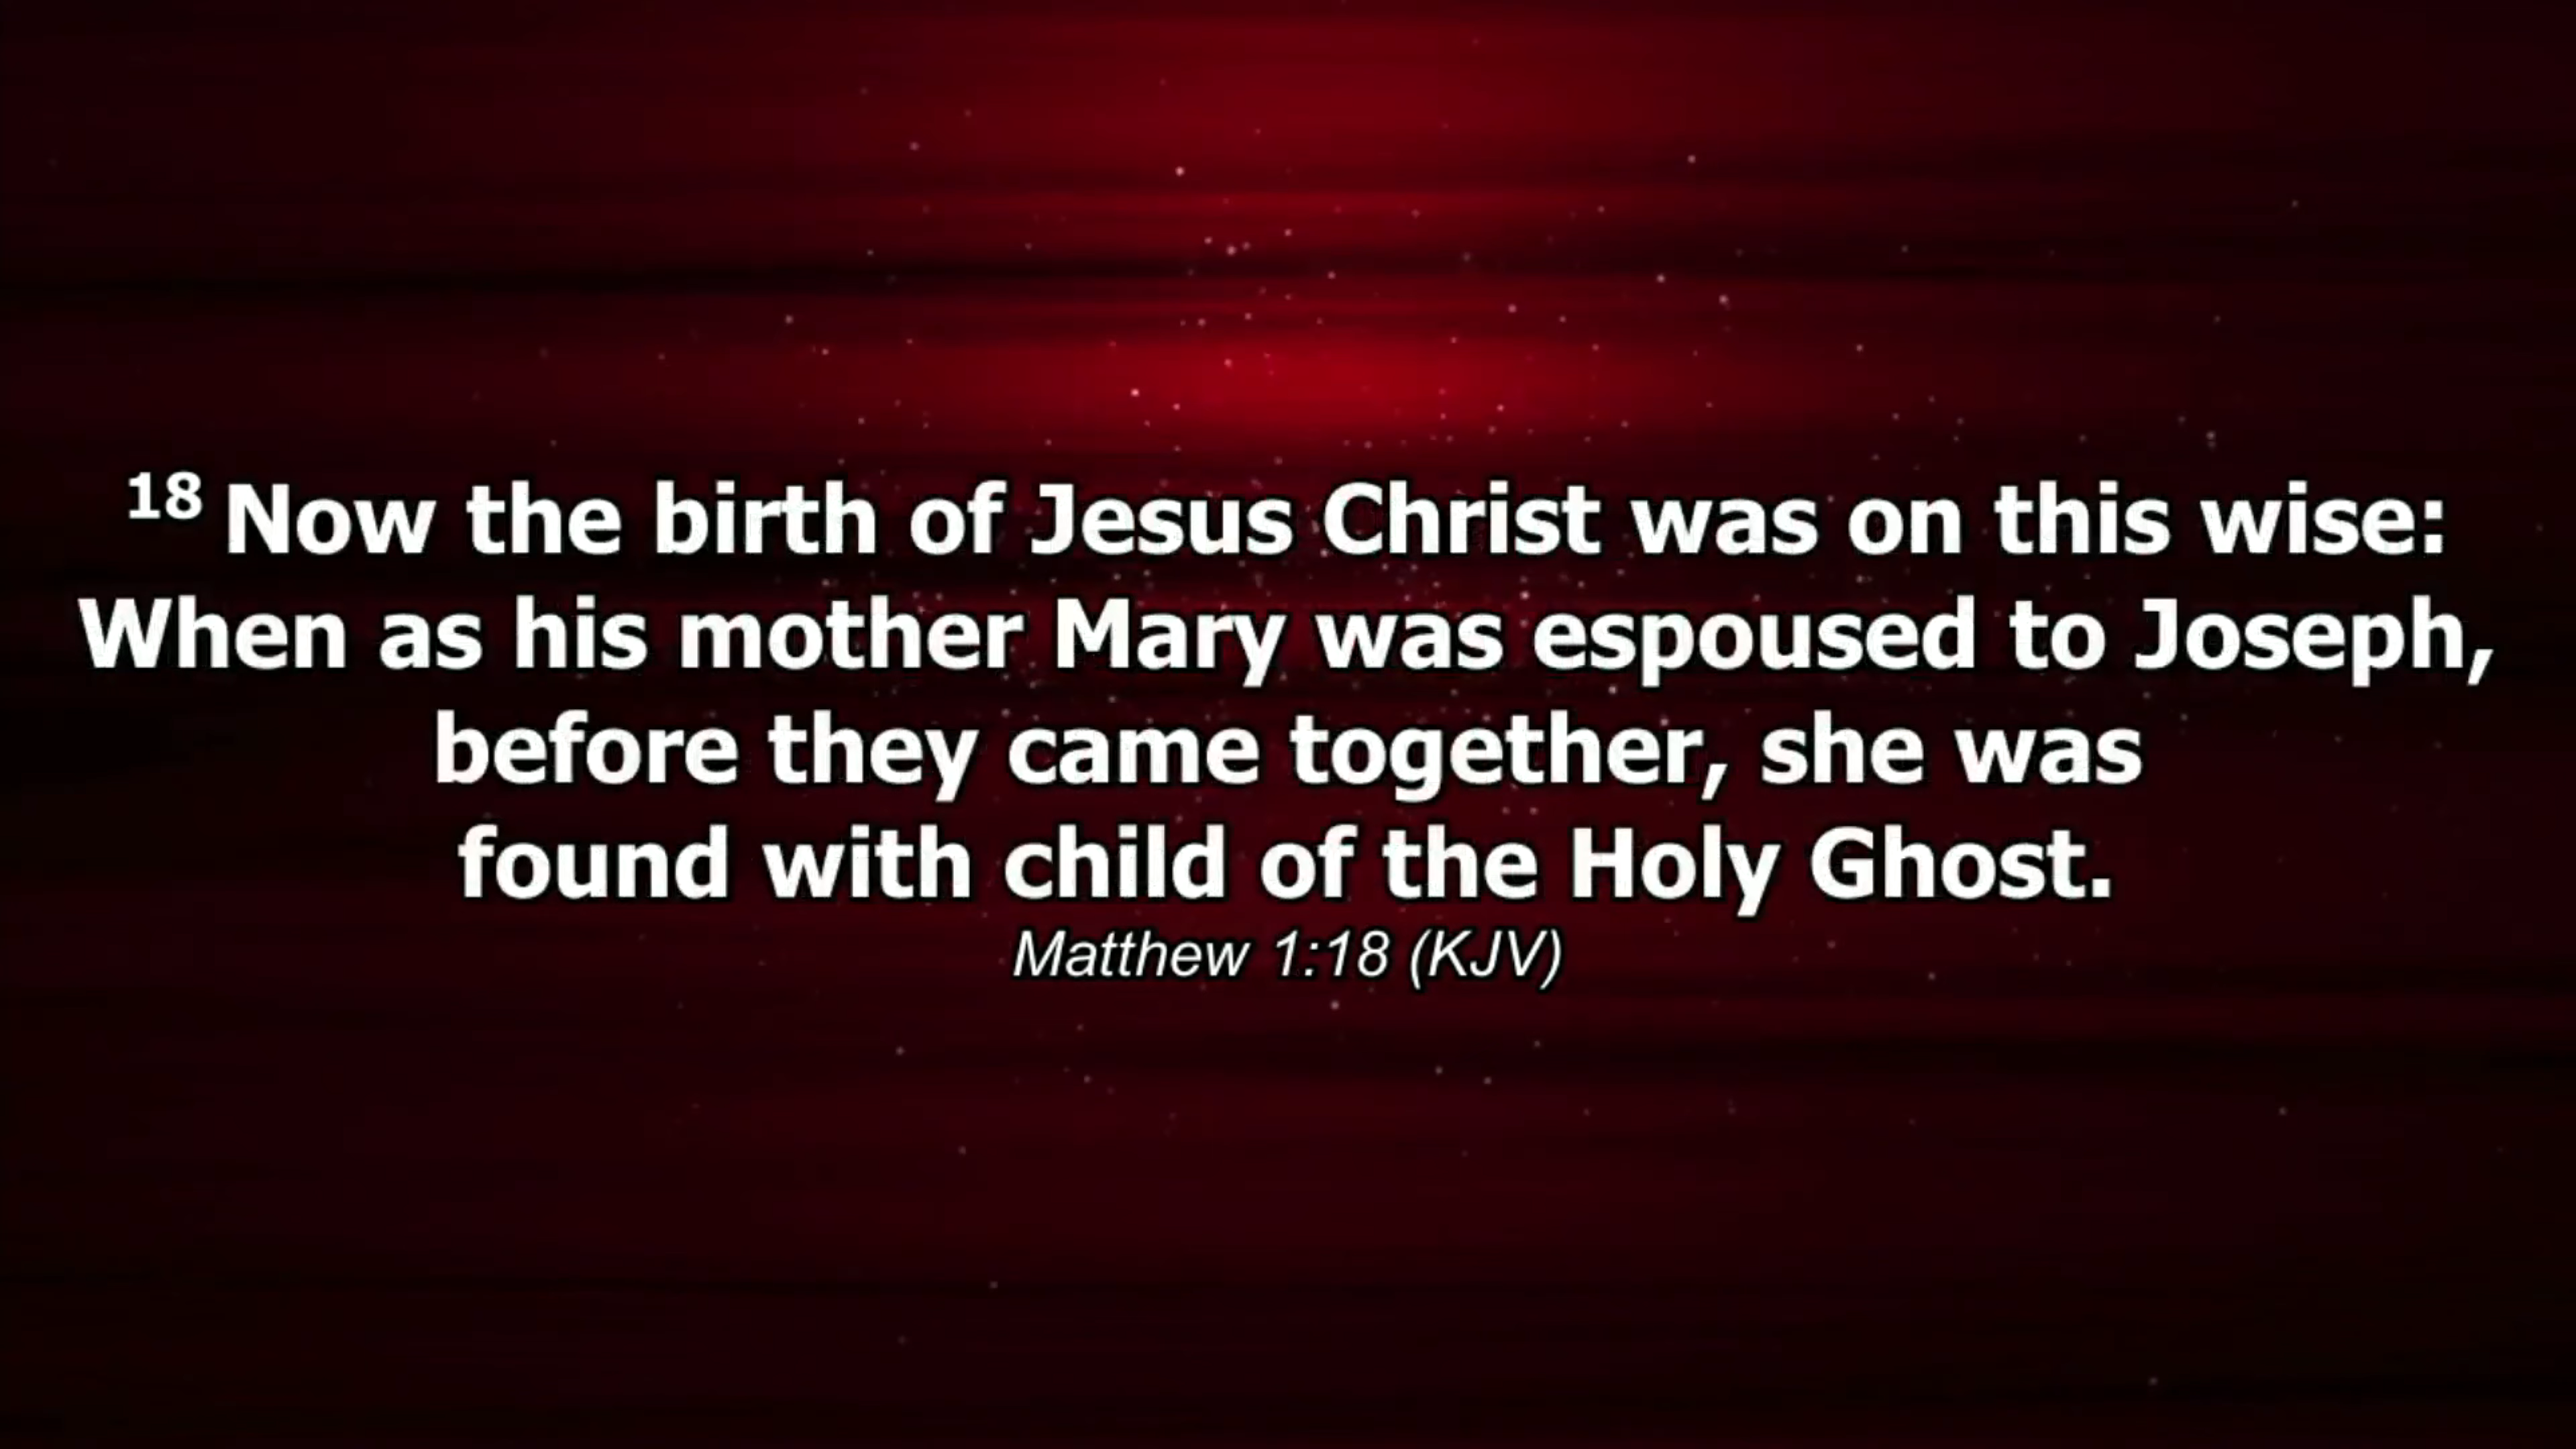 18 Now the birth of Jesus Christ was on this wise:
When as his mother Mary was espoused to Joseph,
before they came together, she was
found with child of the Holy Ghost.
Matthew 1:18 (KJV)